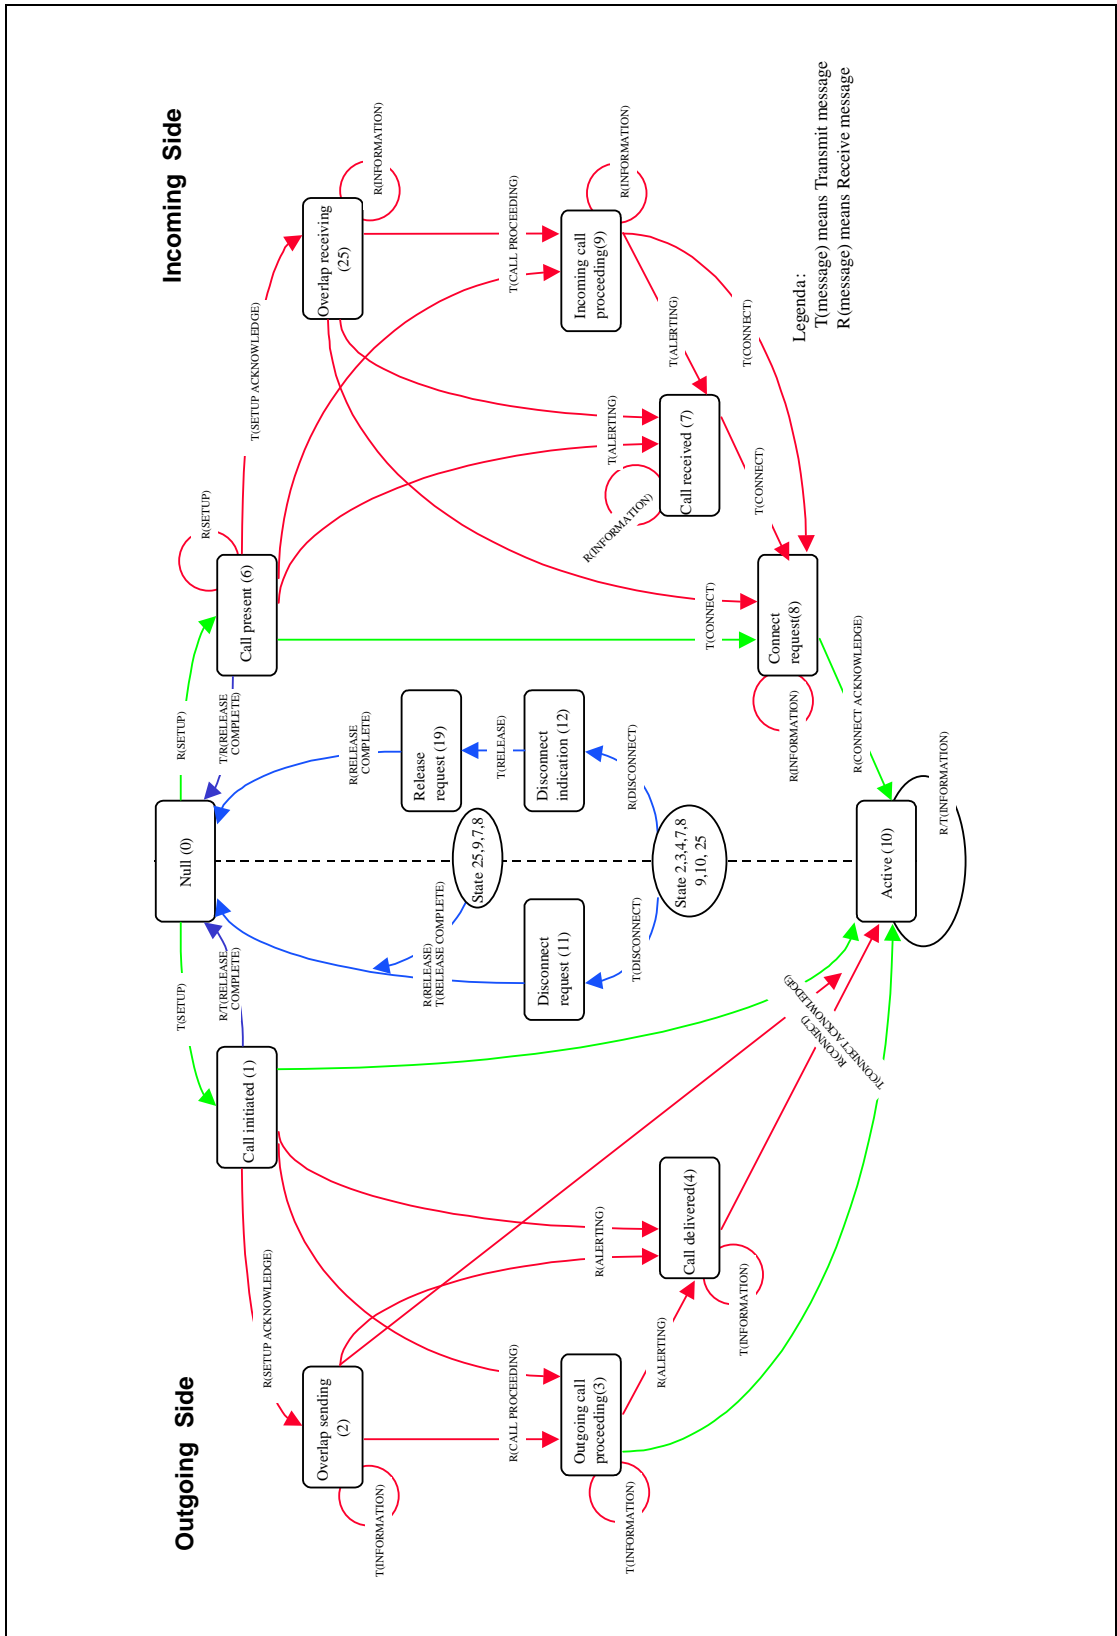 Outgoing Side
Incoming Side
Null (0)
T(SETUP)
R(SETUP)
R/T(RELEASE
COMPLETE)
T/R(RELEASE
COMPLETE)
Call initiated (1)
Call present (6)
R(SETUP)
R(SETUP ACKNOWLEDGE)
T(SETUP ACKNOWLEDGE)
Overlap sending
(2)
T(INFORMATION)
Overlap receiving
(25)
R(INFORMATION)
R(RELEASE)
T(RELEASE COMPLETE)
R(RELEASE
COMPLETE)
Release
request (19)
State 25,9,7,8
T(RELEASE)
R(CALL PROCEEDING)
T(CALL PROCEEDING)
Disconnect
request (11)
Disconnect
indication (12)
Outgoing call
proceeding(3)
T(INFORMATION)
Incoming call
proceeding(9)
R(INFORMATION)
R(ALERTING)
T(ALERTING)
R(INFORMATION)
T(DISCONNECT)
R(DISCONNECT)
State 2,3,4,7,8
9,10, 25
R(ALERTING)
T(ALERTING)
Call delivered(4)
T(INFORMATION)
Call received (7)
T(CONNECT)
T(CONNECT)
T(CONNECT)
Connect
request(8)
R(INFORMATION)
R(CONNECT)
T(CONNECT ACKNOWLEDGE)
R(CONNECT ACKNOWLEDGE)
Active (10)
R/T(INFORMATION)
Legenda :
T(message) means Transmit message
R(message) means Receive message